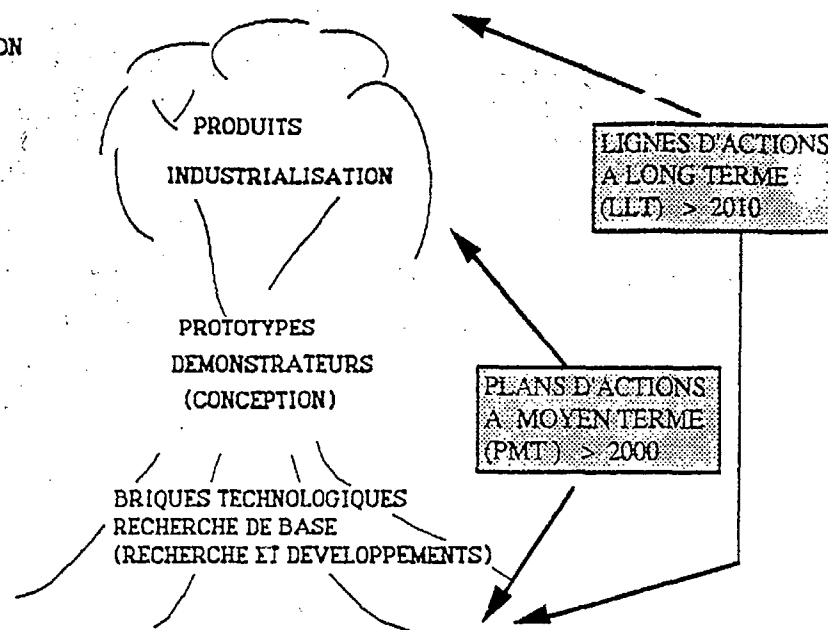 ON
PRODUITS
INDUSTRIALISATION
LIGNES D'ACTIONS
A LONG TERME
(LLT) > 2010
PROTOTYPES
DEMONSTRATEURS
(CONCEPTION)
PLANS D'ACTIONS
A MOYEN TERME
(PMT ) > 2000
BRIQUES TECHNOLOGIQUES
RECHERCHE DE BASE
(RECHERCHE ET DEVELOPPEMENTS)